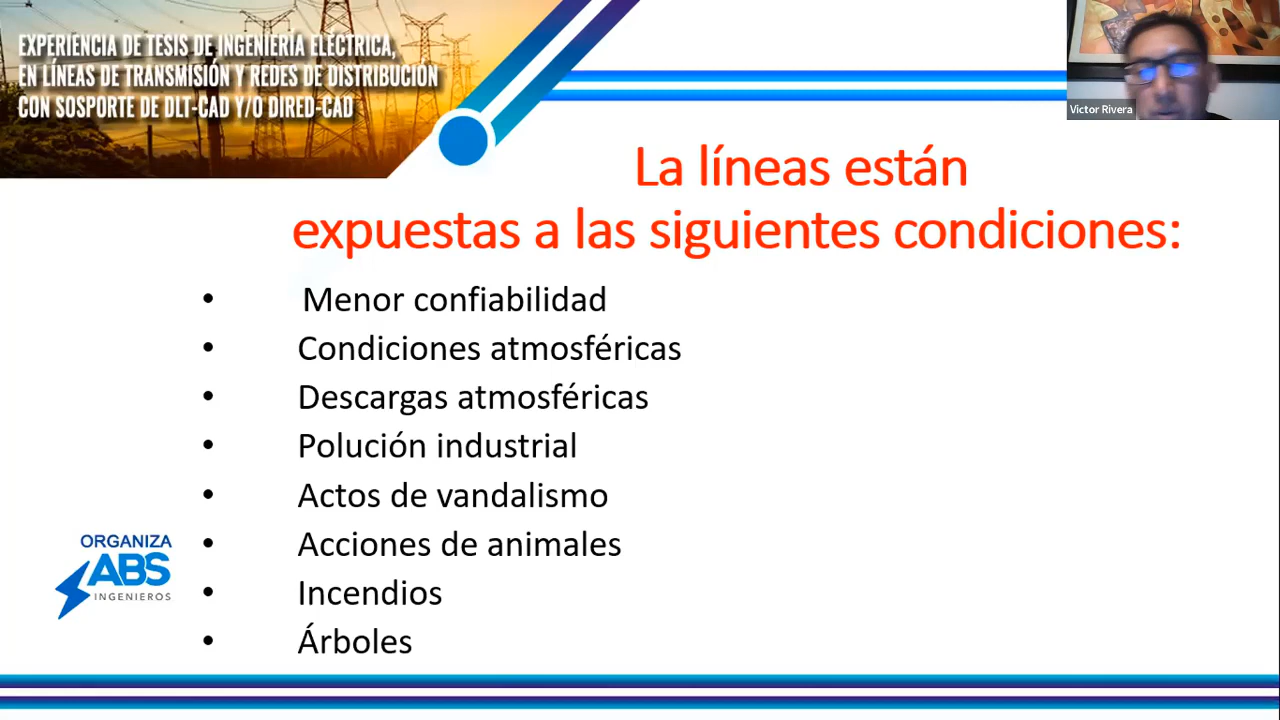 EXPERIENCIA DE TESIS DE INGENIERIA ELÉCTRICA,
EN LÍNEAS DE TRANSMISIÓN Y REDES DE DISTRIBUCIÓN
CON SOSPORTE DE DLT-CAD Y/O DIRED-CAD
Victor Rivera
La líneas están
expuestas a las siguientes condiciones:
• Menor confiabilidad
• Condiciones atmosféricas
• Descargas atmosféricas
• Polución industrial
• Actos de vandalismo
• Acciones de animales
• Incendios
• Árboles
ORGANIZA
ABS
INGENIEROS